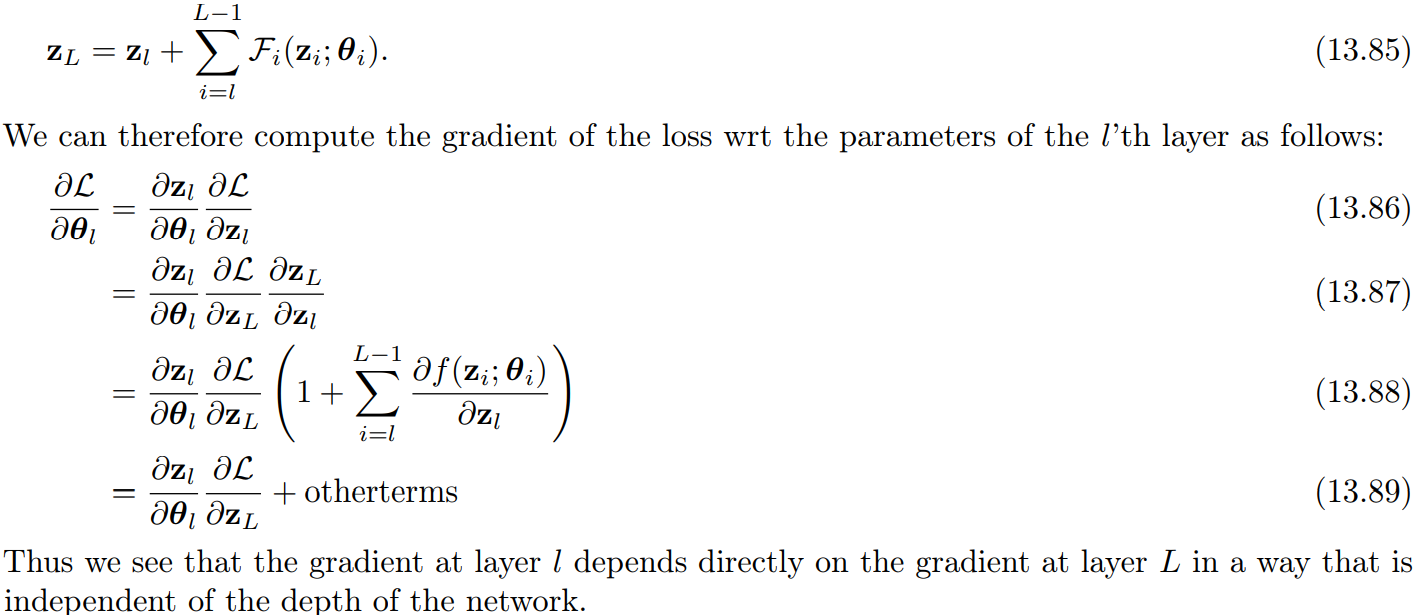 $\mathbf{z}_L = \mathbf{z}_l + \sum_{i=l}^{L-1} \mathcal{F}_i(\mathbf{z}_i; \boldsymbol{\theta}_i).$ (13.85)
We can therefore compute the gradient of the loss wrt the parameters of the $l$'th layer as follows:
$\frac{\partial \mathcal{L}}{\partial \boldsymbol{\theta}_l} = \frac{\partial \mathbf{z}_l}{\partial \boldsymbol{\theta}_l} \frac{\partial \mathcal{L}}{\partial \mathbf{z}_l}$ (13.86)
$= \frac{\partial \mathbf{z}_l}{\partial \boldsymbol{\theta}_l} \frac{\partial \mathcal{L}}{\partial \mathbf{z}_L} \frac{\partial \mathbf{z}_L}{\partial \mathbf{z}_l}$ (13.87)
$= \frac{\partial \mathbf{z}_l}{\partial \boldsymbol{\theta}_l} \frac{\partial \mathcal{L}}{\partial \mathbf{z}_L} \left( 1 + \sum_{i=l}^{L-1} \frac{\partial f(\mathbf{z}_i; \boldsymbol{\theta}_i)}{\partial \mathbf{z}_l} \right)$ (13.88)
$= \frac{\partial \mathbf{z}_l}{\partial \boldsymbol{\theta}_l} \frac{\partial \mathcal{L}}{\partial \mathbf{z}_L} + \text{otherterms}$ (13.89)
Thus we see that the gradient at layer $l$ depends directly on the gradient at layer $L$ in a way that is
independent of the depth of the network.